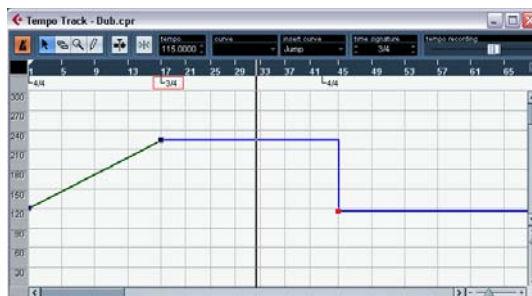 Tempo Track - Dub.cpr
tempo curve insert curve time signature tempo recording
115.0000 Jump 3/4
1 5 9 13 17 21 25 29 33 37 41 45 49 53 57 61 65
4/4 3/4 4/4
300
270
240
210
180
150
120
90
60
30